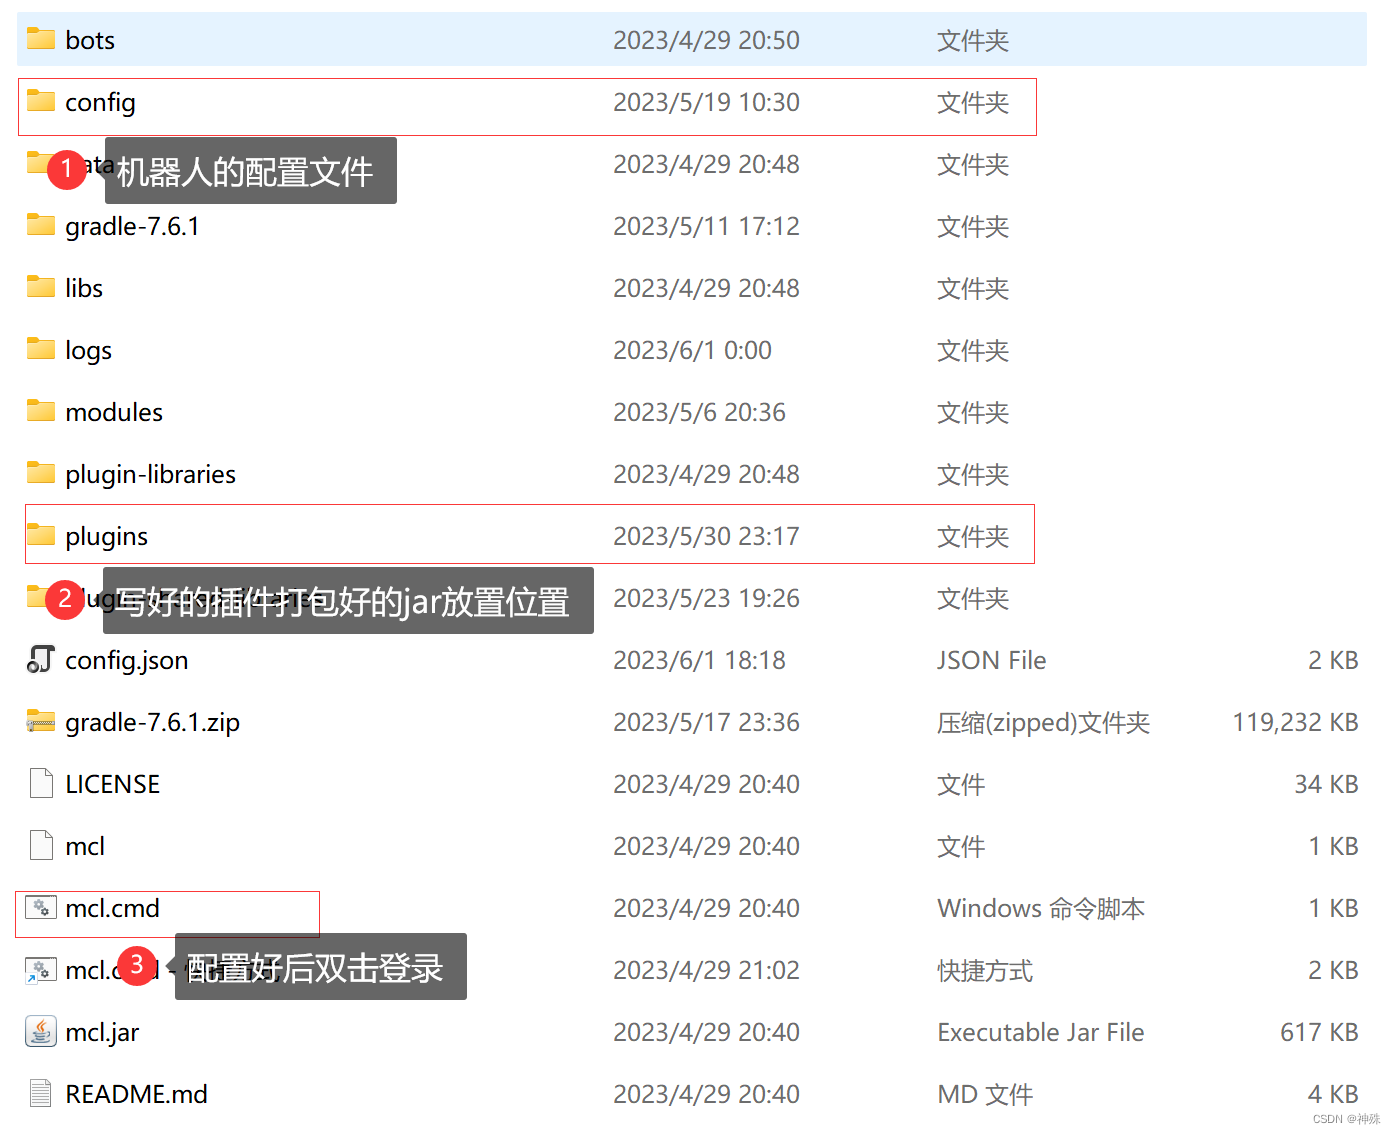 bots 2023/4/29 20:50 文件夹
config 2023/5/19 10:30 文件夹
ata 2023/4/29 20:48 文件夹
1 机器人的配置文件
gradle-7.6.1 2023/5/11 17:12 文件夹
libs 2023/4/29 20:48 文件夹
logs 2023/6/1 0:00 文件夹
modules 2023/5/6 20:36 文件夹
plugin-libraries 2023/4/29 20:48 文件夹
plugins 2023/5/30 23:17 文件夹
2023/5/23 19:26 文件夹
2 写好的插件打包好的jar放置位置
config.json 2023/6/1 18:18 JSON File 2 KB
gradle-7.6.1.zip 2023/5/17 23:36 压缩(zipped)文件夹 119,232 KB
LICENSE 2023/4/29 20:40 文件 34 KB
mcl 2023/4/29 20:40 文件 1 KB
mcl.cmd 2023/4/29 20:40 Windows 命令脚本 1 KB
mcl.c d - 2023/4/29 21:02 快捷方式 2 KB
3 配置好后双击登录
mcl.jar 2023/4/29 20:40 Executable Jar File 617 KB
README.md 2023/4/29 20:40 MD 文件 4 KB
CSDN @神殊